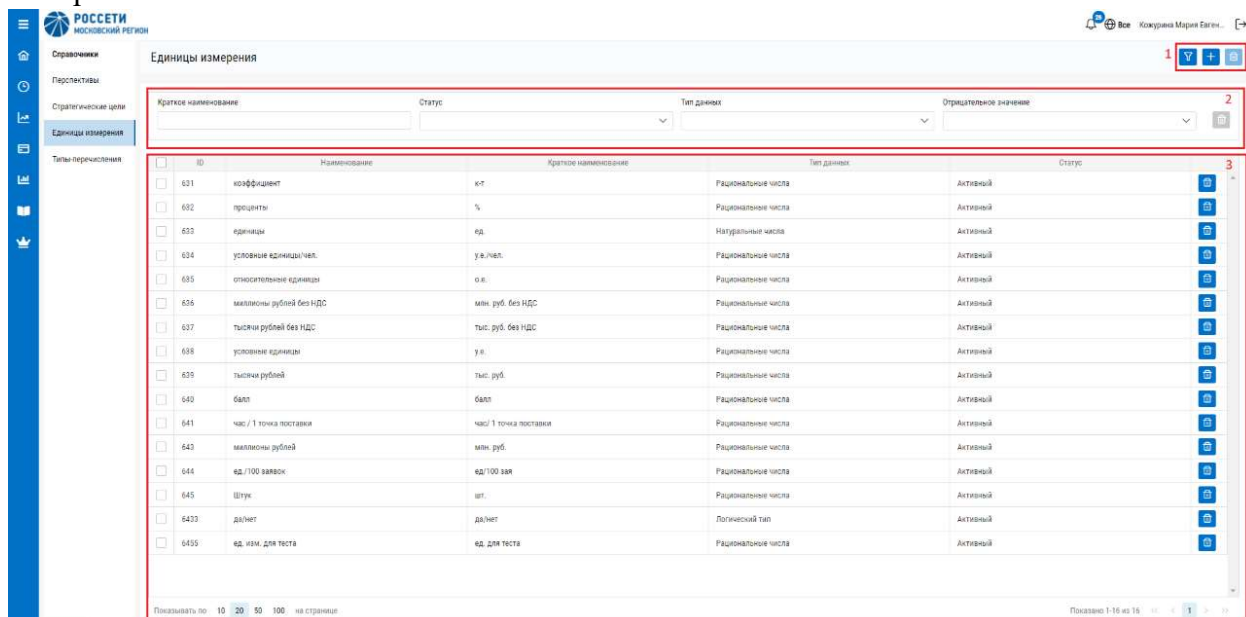 РОССЕТИ
МОСКОВСКИЙ РЕГИОН
26
Все Кожурина Мария Евген...
Справочники
Перспективы
Стратегические цели
Единицы измерения
Типы перечисления
Единицы измерения
1
2
Краткое наименование Статус Тип данных Отрицательное значение
3
ID Наименование Краткое наименование Тип данных Статус
631 коэффициент к-т Рациональные числа Активный
632 проценты % Рациональные числа Активный
633 единицы ед. Натуральные числа Активный
634 условные единицы/чел. у.е./чел. Рациональные числа Активный
635 относительные единицы о.е. Рациональные числа Активный
636 миллионы рублей без НДС млн. руб. без НДС Рациональные числа Активный
637 тысячи рублей без НДС тыс. руб. без НДС Рациональные числа Активный
638 условные единицы у.е. Рациональные числа Активный
639 тысячи рублей тыс. руб. Рациональные числа Активный
640 балл балл Рациональные числа Активный
641 час / 1 точка поставки час/ 1 точка поставки Рациональные числа Активный
643 миллионы рублей млн. руб. Рациональные числа Активный
644 ед./100 заявок ед/100 зая Рациональные числа Активный
645 Штук шт. Рациональные числа Активный
6433 да/нет да/нет Логический тип Активный
6455 ед. изм. для теста ед. для теста Рациональные числа Активный
Показывать по 10 20 50 100 на странице
Показано 1-16 из 16 1